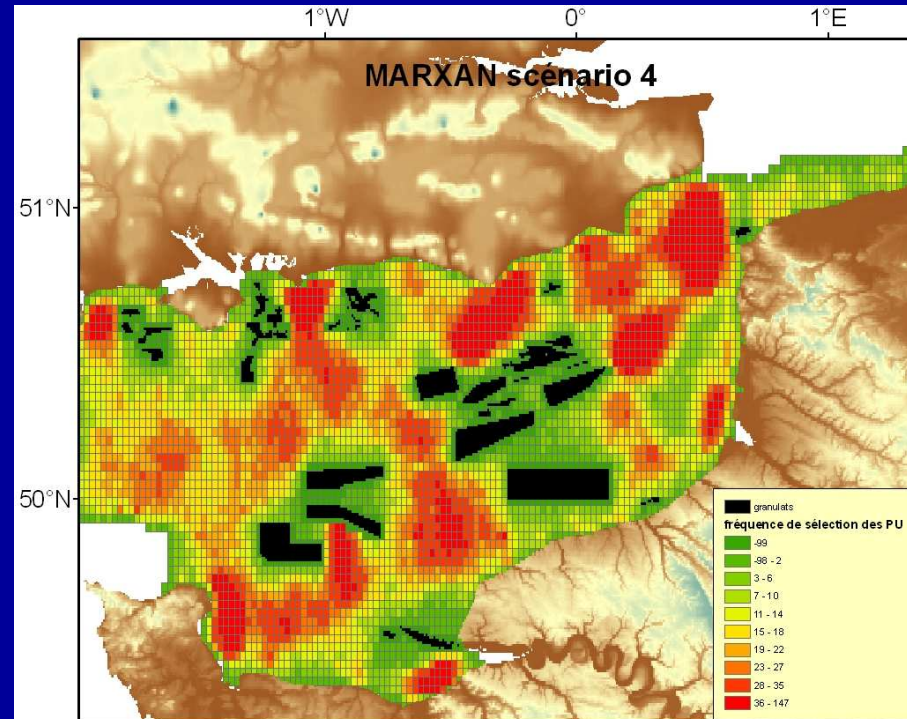 1°W 0° 1°E
MARXAN scénario 4
51°N
50°N
granulats
fréquence de sélection des PU
-99
-98 - 2
3 - 6
7 - 10
11 - 14
15 - 18
19 - 22
23 - 27
28 - 35
36 - 147